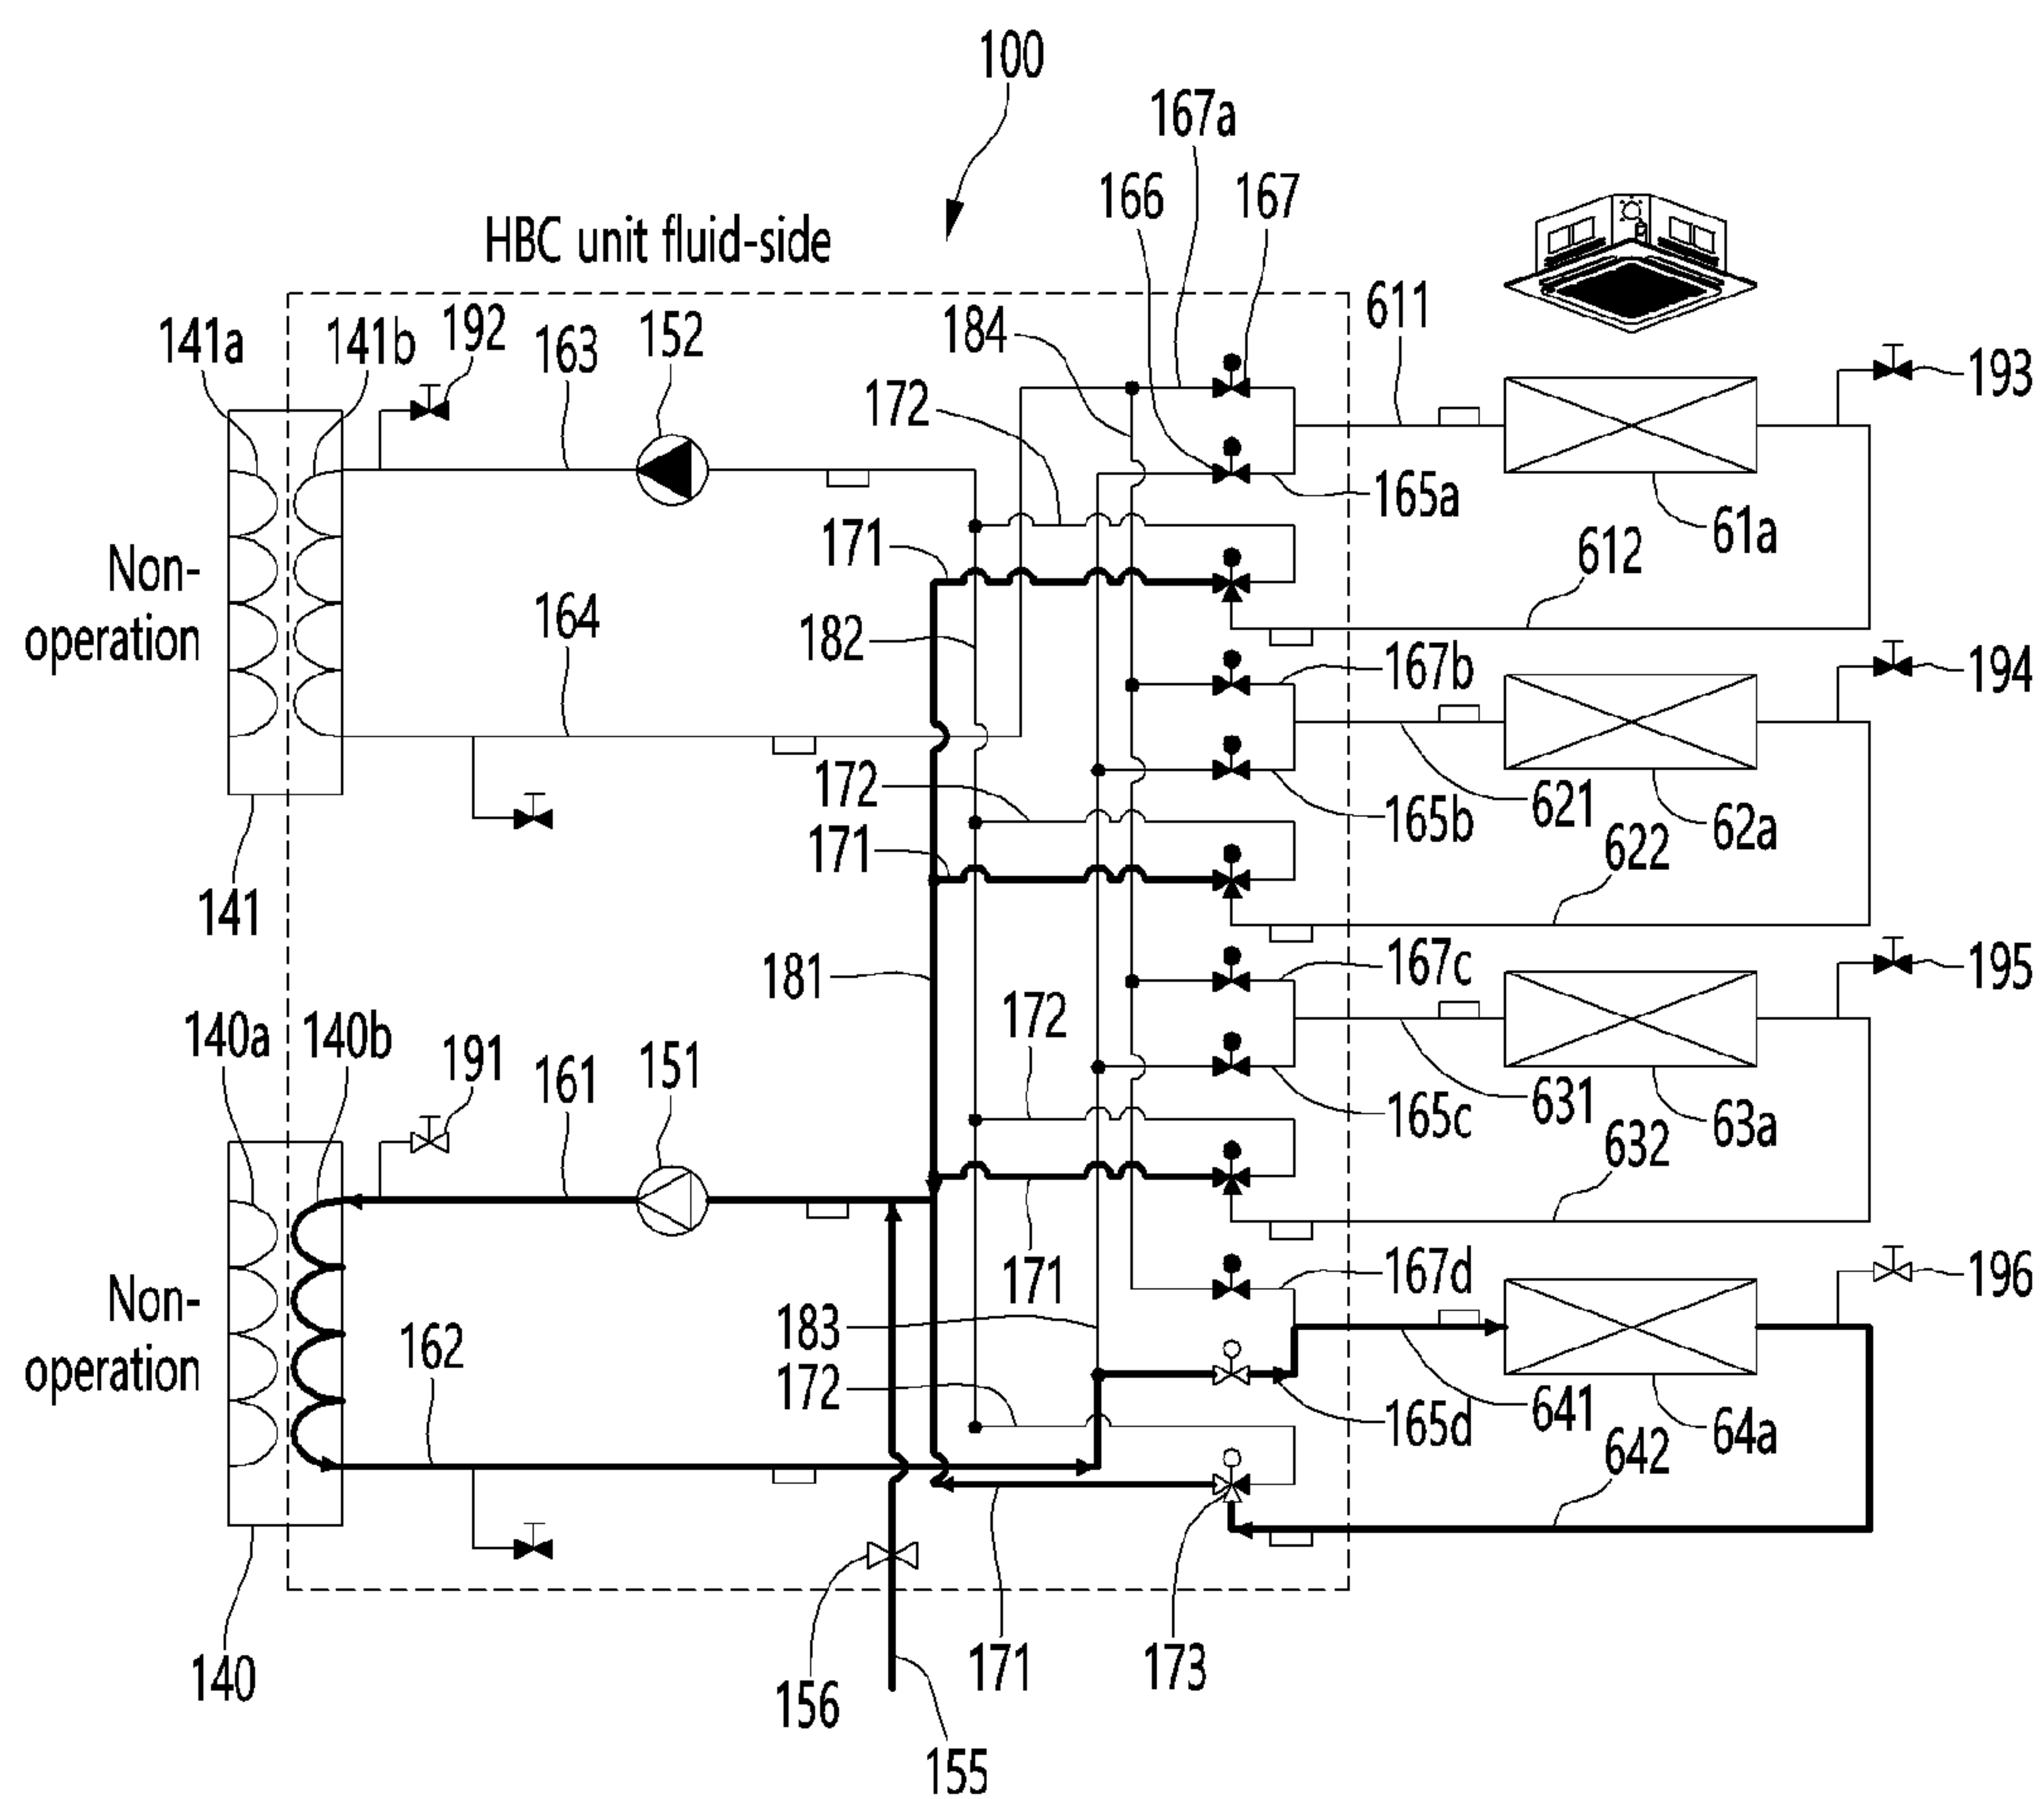 100
167a
166
167
HBC unit fluid-side
611
141a
141b
192
163
152
184
193
172
165a
61a
171
612
Non-
operation
164
182
167b
194
172
621
165b
62a
171
622
141
181
167c
195
140a
140b
191
161
151
172
631
165c
63a
632
Non-
operation
162
171
167d
196
183
172
641
165d
64a
642
140
156
171
173
155